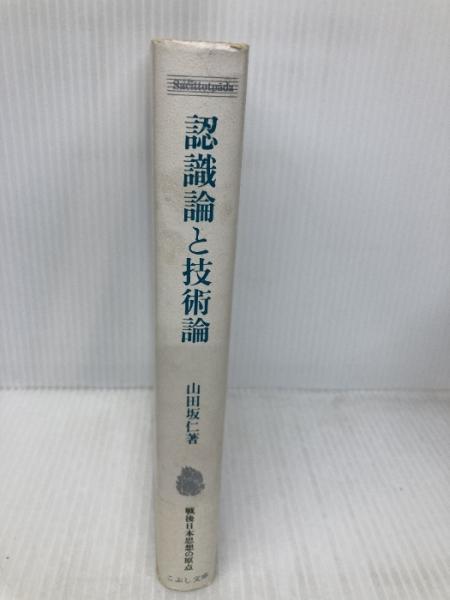 Sacittotpāda
認識論と技術論
山田坂仁著
戦後日本思想の原点
こぶし文庫